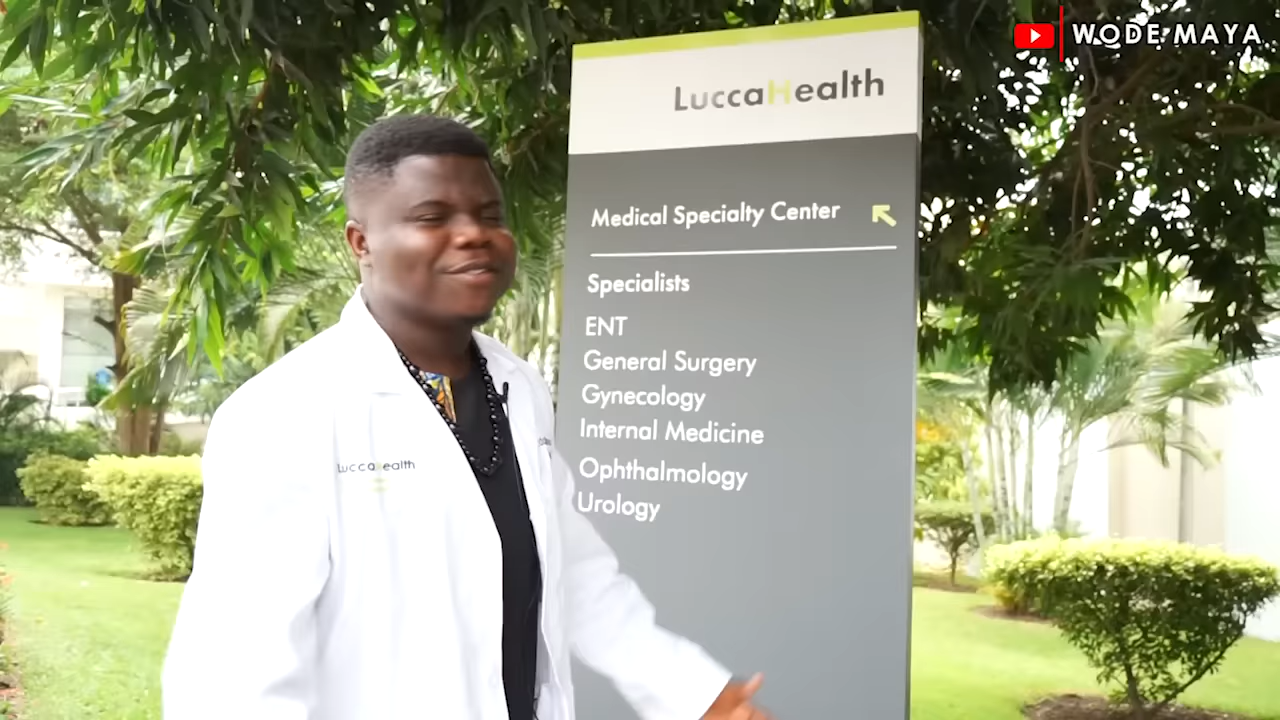 WODE MAYA
LuccaHealth
Medical Specialty Center
Specialists
ENT
General Surgery
Gynecology
Internal Medicine
Ophthalmology
Urology
LuccaHealth